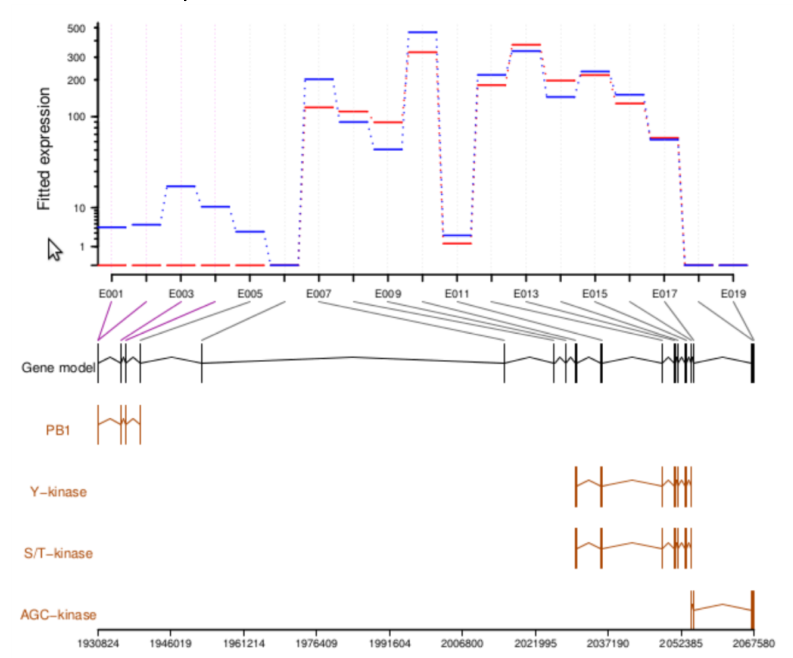 500
300
200
100
10
1
Fitted expression
E001 E003 E005 E007 E009 E011 E013 E015 E017 E019
Gene model
PB1
Y−kinase
S/T−kinase
AGC−kinase
1930824 1946019 1961214 1976409 1991604 2006800 2021995 2037190 2052385 2067580